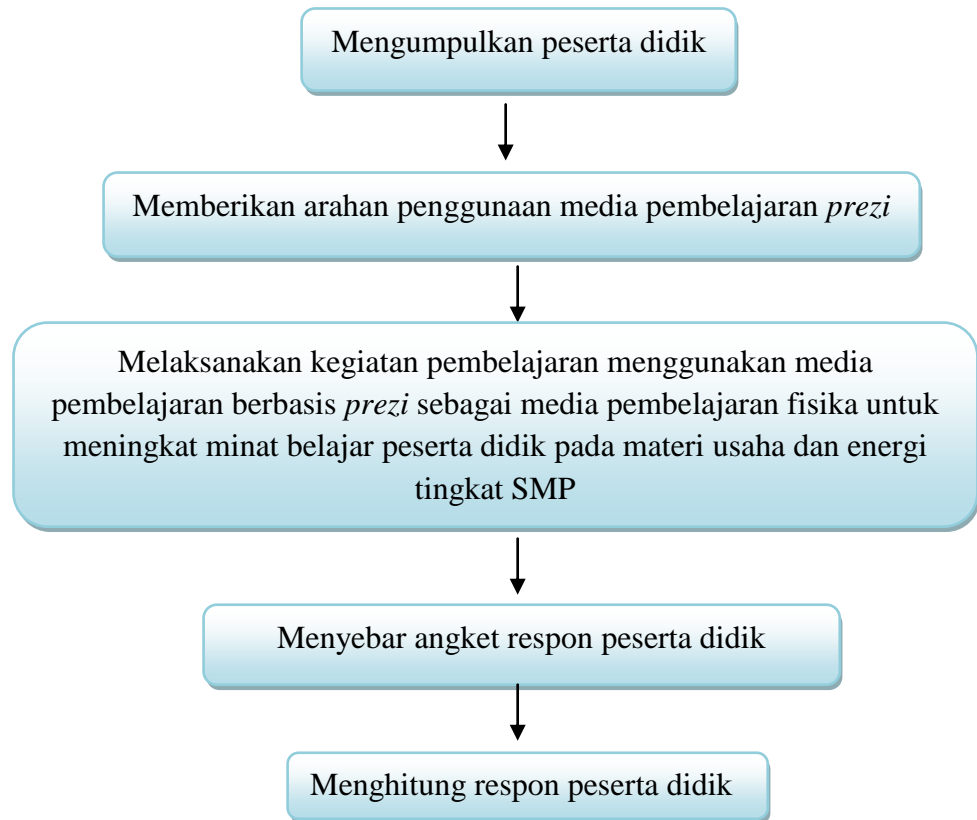 Mengumpulkan peserta didik
Memberikan arahan penggunaan media pembelajaran prezi
Melaksanakan kegiatan pembelajaran menggunakan media
pembelajaran berbasis prezi sebagai media pembelajaran fisika untuk
meningkat minat belajar peserta didik pada materi usaha dan energi
tingkat SMP
Menyebar angket respon peserta didik
Menghitung respon peserta didik